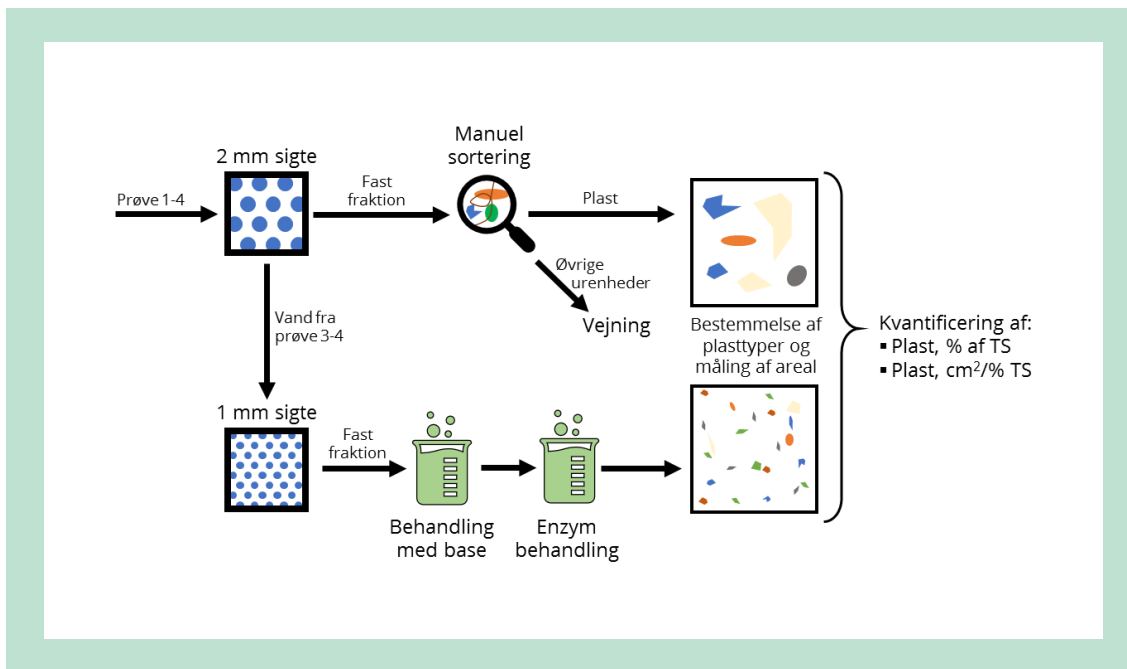 Prøve 1-4
2 mm sigte
Fast
fraktion
Manuel
sortering
Plast
Øvrige
urenheder
Vejning
Vand fra
prøve 3-4
1 mm sigte
Fast
fraktion
Behandling
med base
Enzym
behandling
Bestemmelse af
plasttyper og
måling af areal
Kvantificering af:
▪ Plast, % af TS
▪ Plast, cm²/% TS